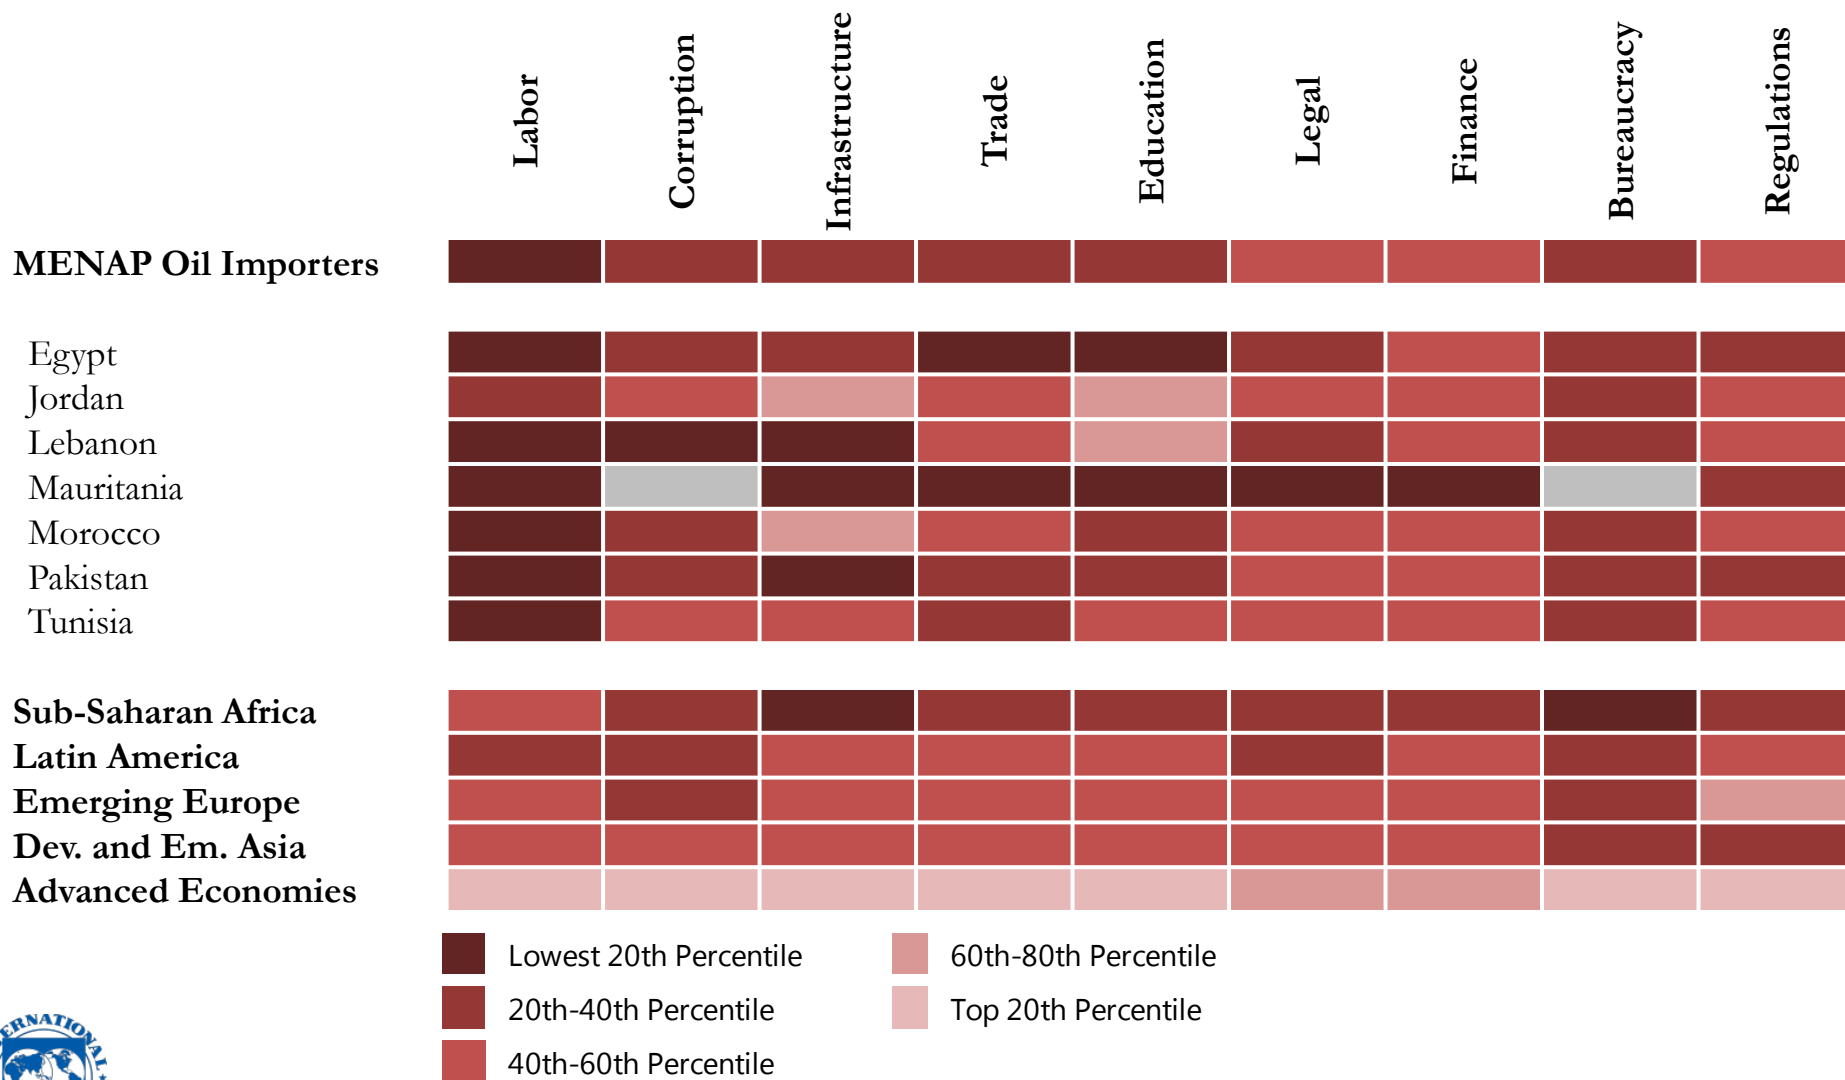 Labor
Corruption
Infrastructure
Trade
Education
Legal
Finance
Bureaucracy
Regulations
MENAP Oil Importers
Egypt
Jordan
Lebanon
Mauritania
Morocco
Pakistan
Tunisia
Sub-Saharan Africa
Latin America
Emerging Europe
Dev. and Em. Asia
Advanced Economies
Lowest 20th Percentile
60th-80th Percentile
20th-40th Percentile
Top 20th Percentile
40th-60th Percentile